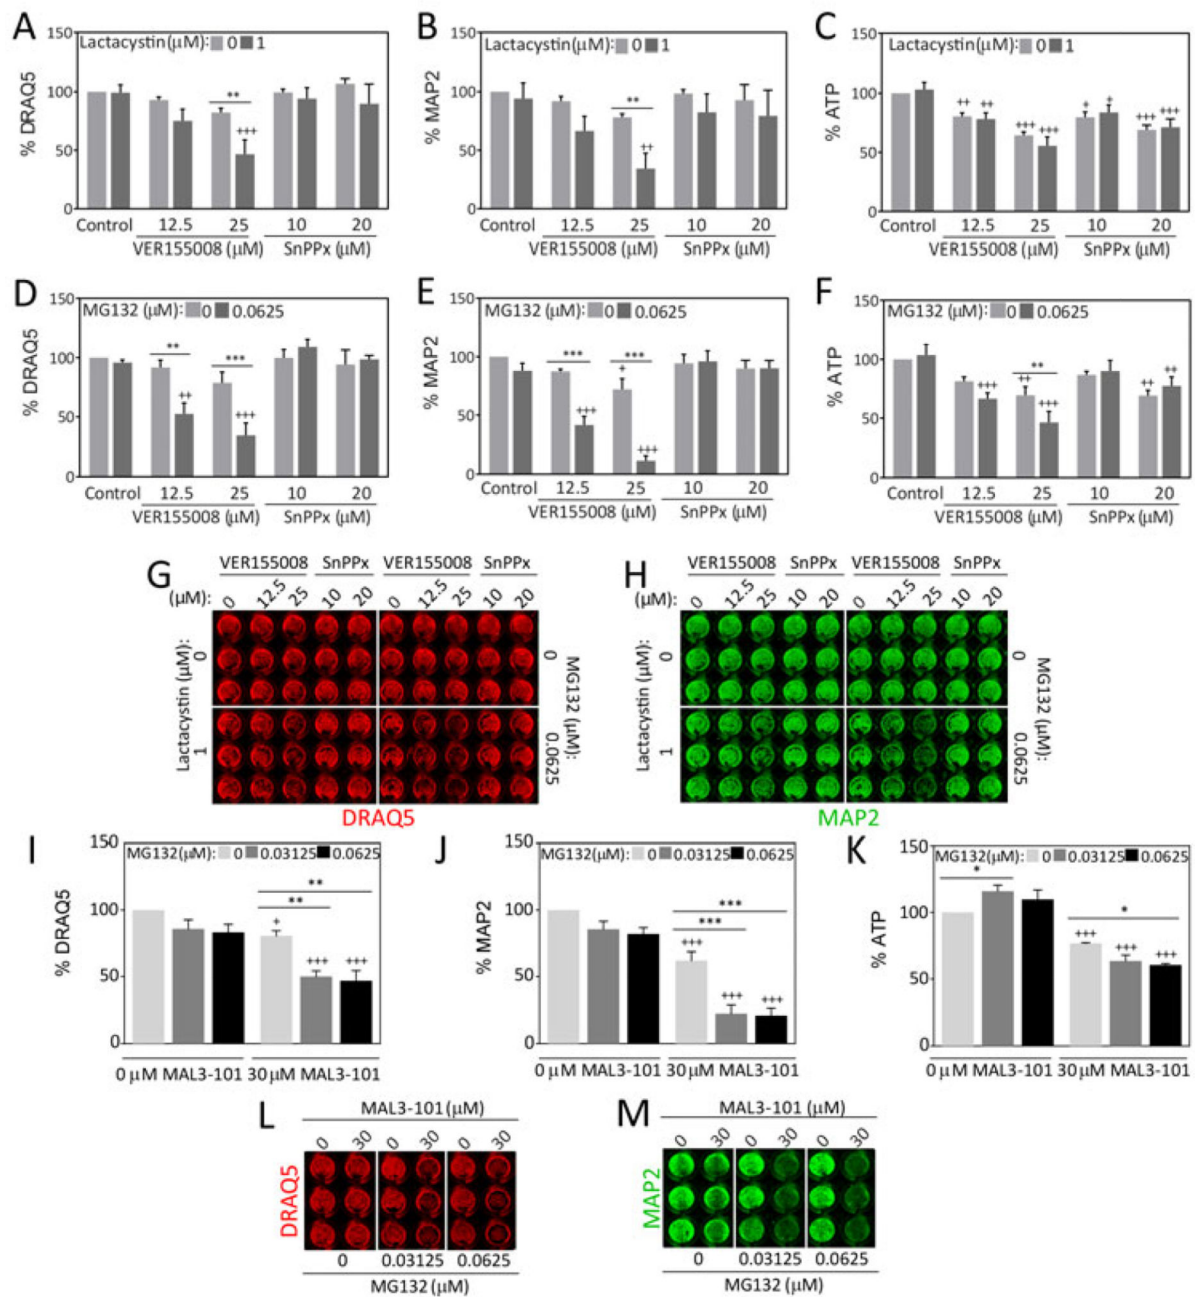 A
B
C
150
100
50
0
% DRAQ5
Lactacystin(µM): 0 1
**
+++
Control 12.5 25 10 20
VER155008 (µM) SnPPx (µM)
150
100
50
0
% MAP2
Lactacystin(µM): 0 1
**
++
Control 12.5 25 10 20
VER155008 (µM) SnPPx (µM)
150
100
50
0
% ATP
Lactacystin(µM): 0 1
++ ++ +++ +++ + + +++ +++
Control 12.5 25 10 20
VER155008 (µM) SnPPx (µM)
D
E
F
150
100
50
0
% DRAQ5
MG132 (µM): 0 0.0625
** ***
++ +++
Control 12.5 25 10 20
VER155008 (µM) SnPPx (µM)
150
100
50
0
% MAP2
MG132 (µM): 0 0.0625
*** ***
+++ + +++
Control 12.5 25 10 20
VER155008 (µM) SnPPx (µM)
150
100
50
0
% ATP
MG132 (µM): 0 0.0625
**
+++ ++ +++ ++ ++
Control 12.5 25 10 20
VER155008 (µM) SnPPx (µM)
G
VER155008 SnPPx VER155008 SnPPx
(µM): 0 12.5 25 10 20 0 12.5 25 10 20
Lactacystin (µM):
0
1
MG132 (µM):
0
0.0625
DRAQ5
H
VER155008 SnPPx VER155008 SnPPx
(µM): 0 12.5 25 10 20 0 12.5 25 10 20
Lactacystin (µM):
0
1
MG132 (µM):
0
0.0625
MAP2
I
J
K
150
100
50
0
% DRAQ5
MG132(µM): 0 0.03125 0.0625
**
**
+ +++ +++
0 µM MAL3-101 30 µM MAL3-101
150
100
50
0
% MAP2
MG132(µM): 0 0.03125 0.0625
***
***
+++ +++ +++
0 µM MAL3-101 30 µM MAL3-101
150
100
50
0
% ATP
MG132(µM): 0 0.03125 0.0625
*
*
+++ +++ +++
0 µM MAL3-101 30 µM MAL3-101
L
MAL3-101 (µM)
0 30 0 30 0 30
DRAQ5
0 0.03125 0.0625
MG132 (µM)
M
MAL3-101 (µM)
0 30 0 30 0 30
MAP2
0 0.03125 0.0625
MG132 (µM)